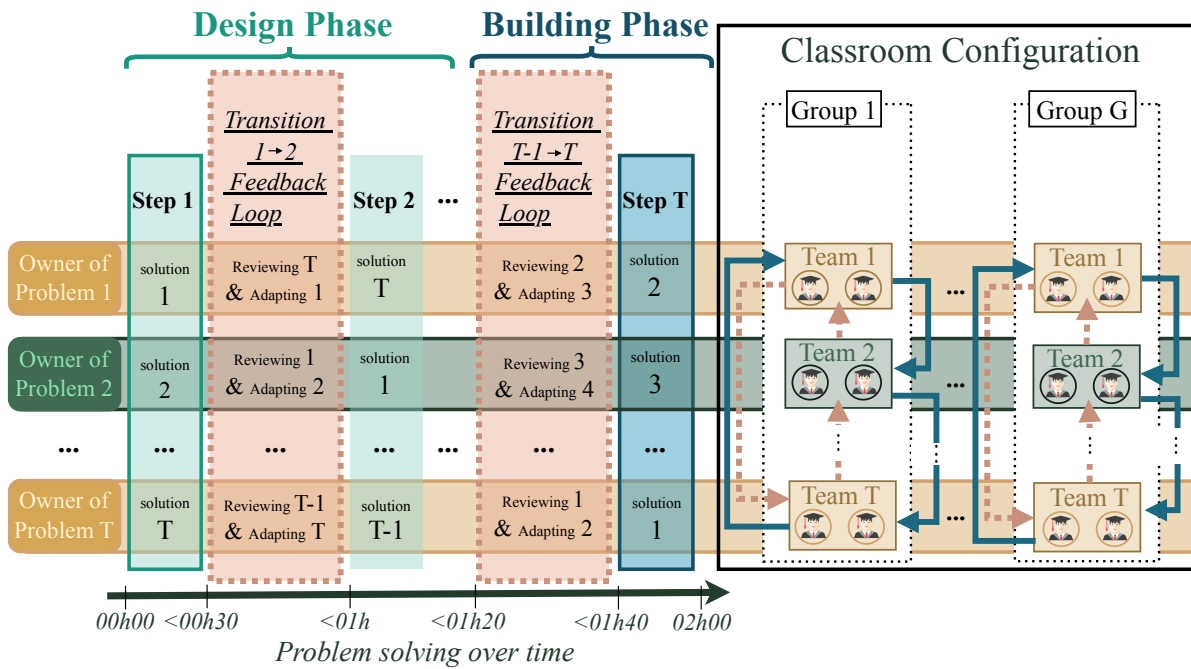 Design Phase
Building Phase
Classroom Configuration
Transition
1→2
Feedback
Loop
Transition
T-1→T
Feedback
Loop
Step 1
Step 2
...
Step T
Owner of
Problem 1
solution
1
Reviewing T
& Adapting 1
solution
T
Reviewing 2
& Adapting 3
solution
2
Owner of
Problem 2
solution
2
Reviewing 1
& Adapting 2
solution
1
Reviewing 3
& Adapting 4
solution
3
...
...
...
...
...
...
...
Owner of
Problem T
solution
T
Reviewing T-1
& Adapting T
solution
T-1
Reviewing 1
& Adapting 2
solution
1
00h00
<00h30
<01h
<01h20
<01h40
02h00
Problem solving over time
Group 1
Group G
Team 1
...
Team 1
Team 2
...
Team 2
...
...
...
...
Team T
...
Team T